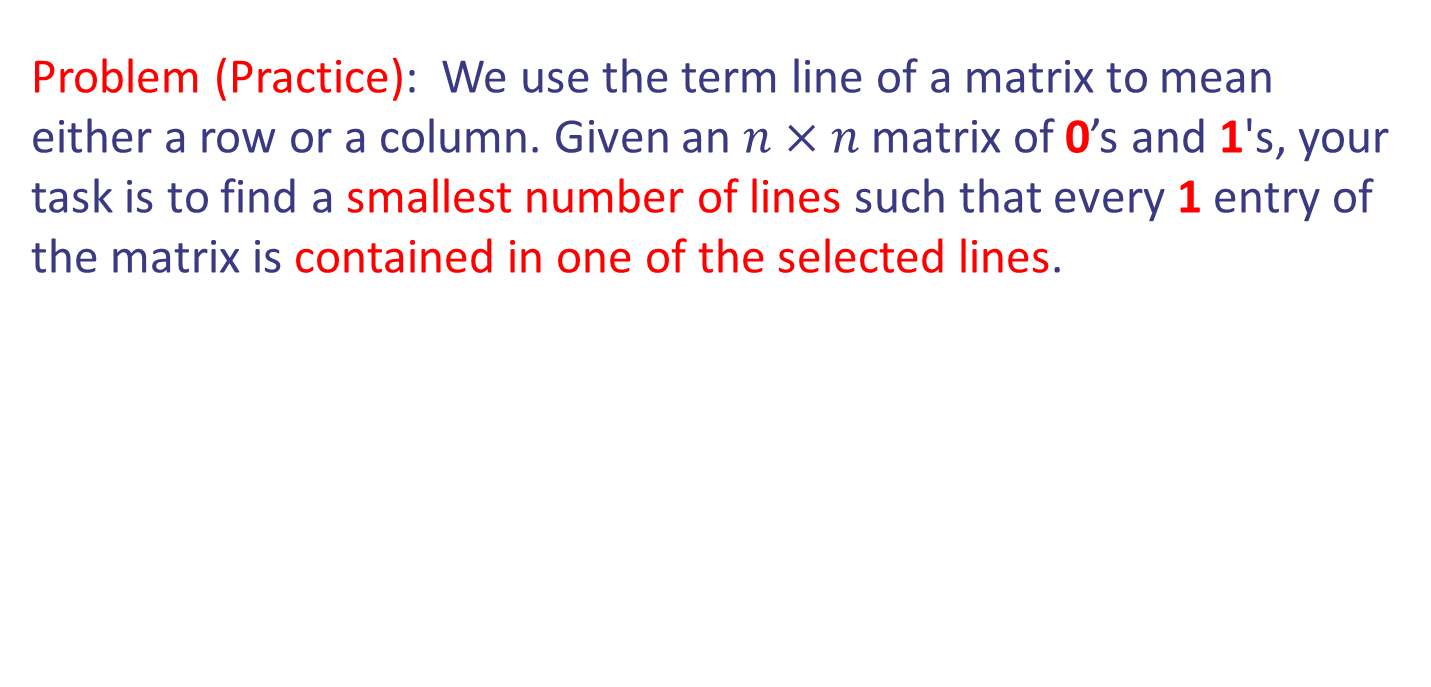 Problem (Practice): We use the term line of a matrix to mean
either a row or a column. Given an 𝑛 × 𝑛 matrix of 0’s and 1's, your
task is to find a smallest number of lines such that every 1 entry of
the matrix is contained in one of the selected lines.